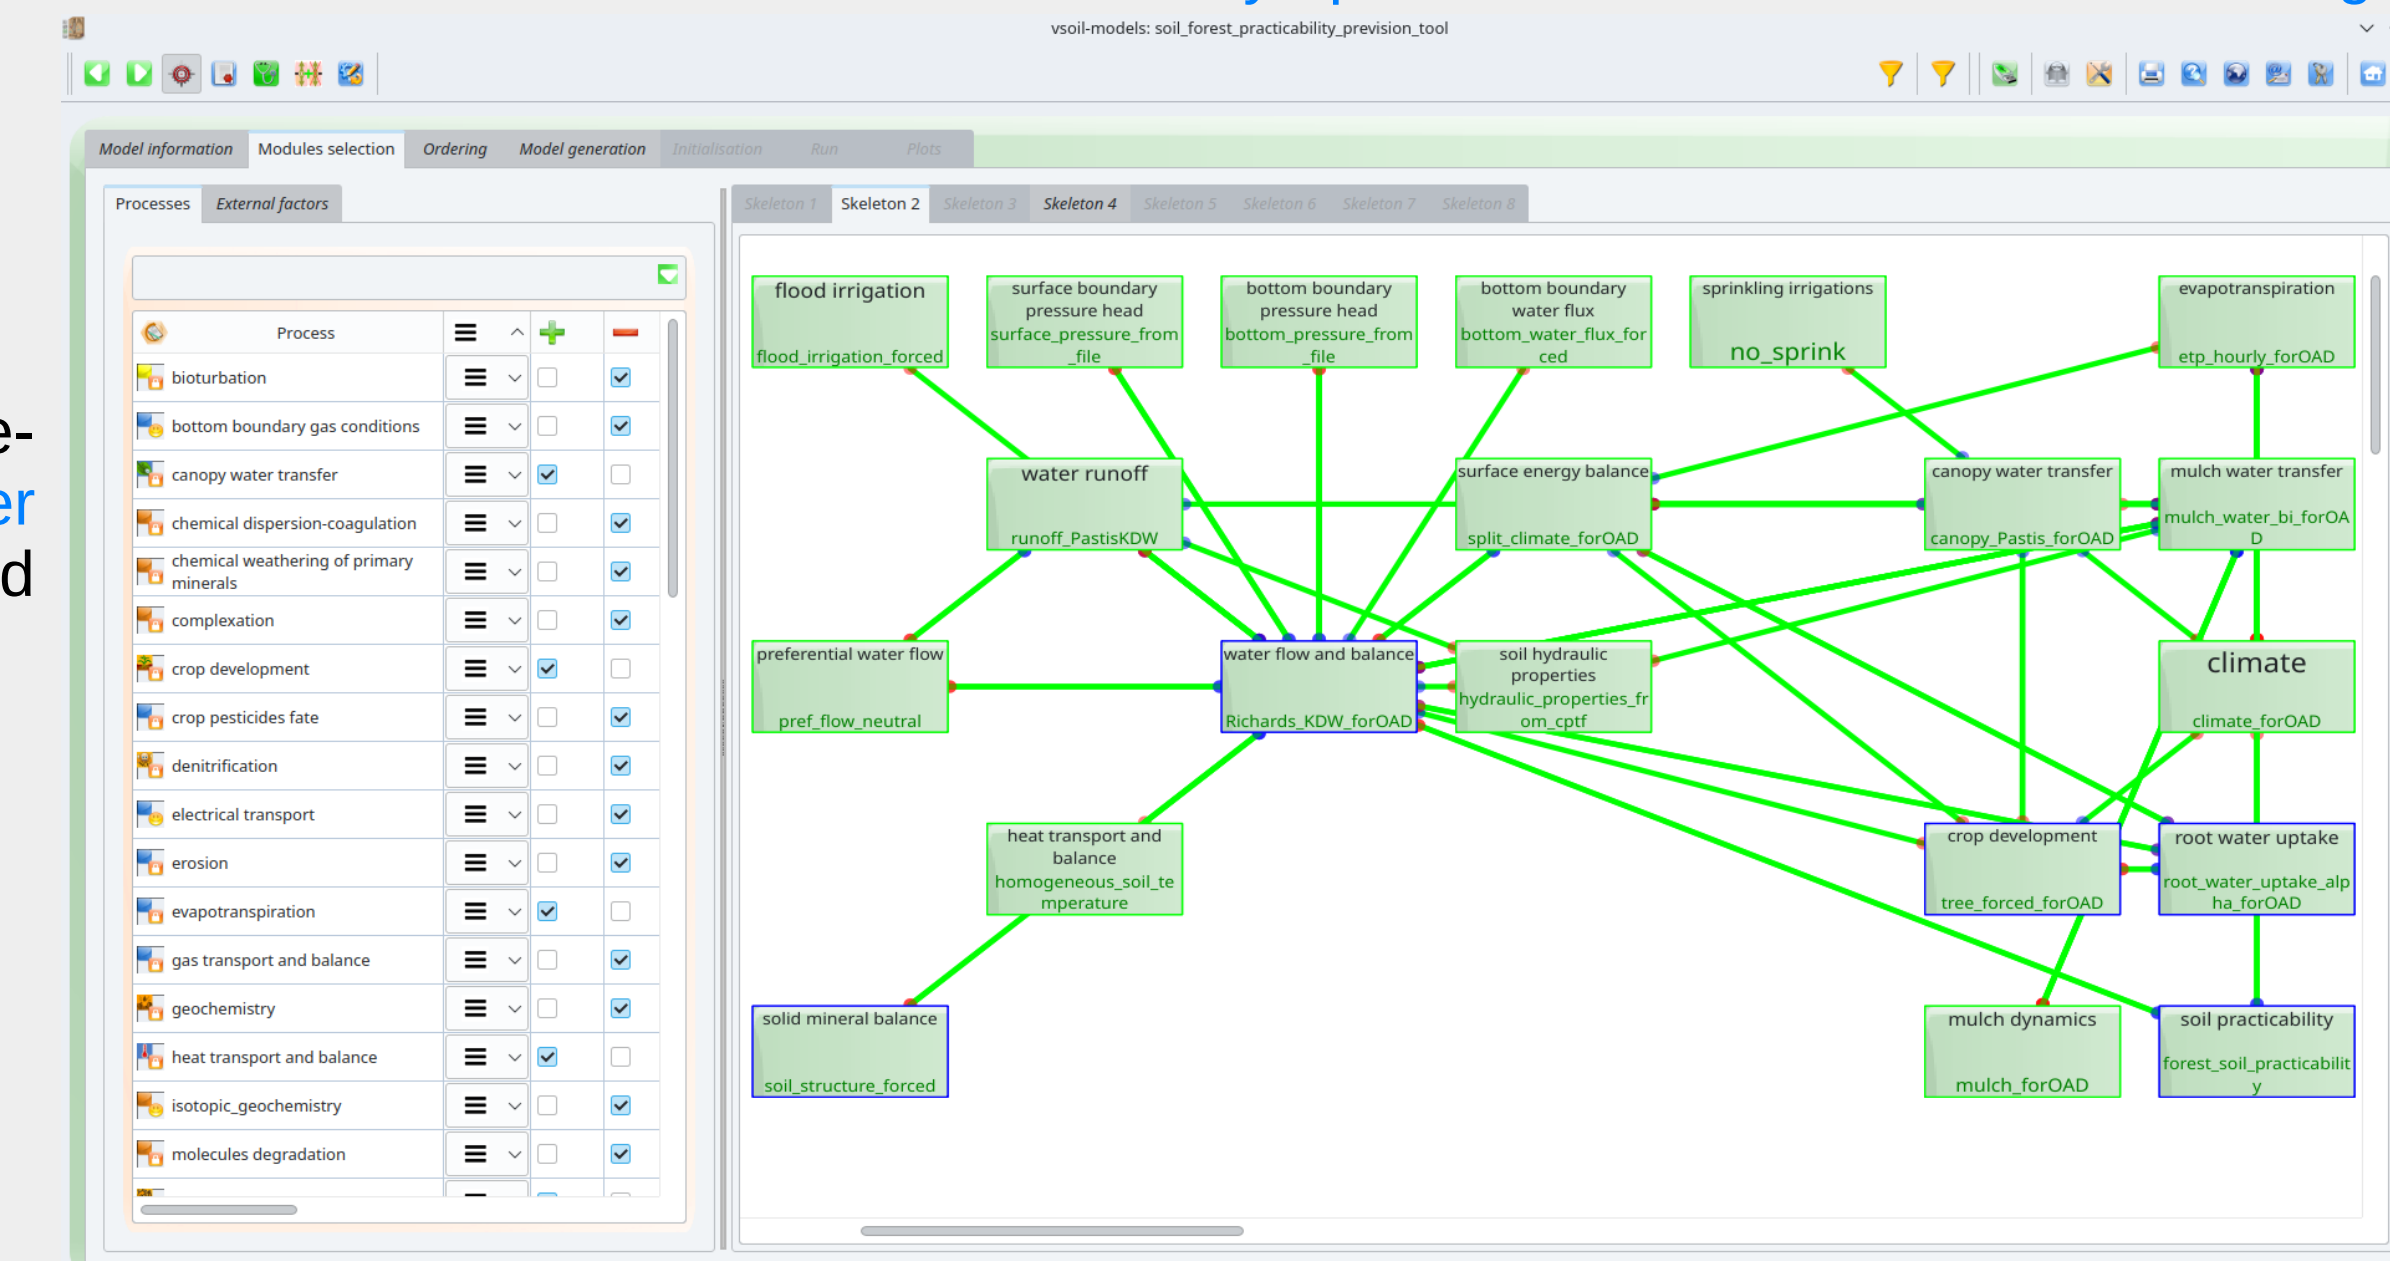 vsoil-models: soil_forest_practicability_prevision_tool
Model information
Modules selection
Ordering
Model generation
Initialisation
Run
Plots
Processes
External factors
Process
bioturbation
bottom boundary gas conditions
canopy water transfer
chemical dispersion-coagulation
chemical weathering of primary
minerals
complexation
crop development
crop pesticides fate
denitrification
electrical transport
erosion
evapotranspiration
gas transport and balance
geochemistry
heat transport and balance
isotopic_geochemistry
molecules degradation
Skeleton 1
Skeleton 2
Skeleton 3
Skeleton 4
Skeleton 5
Skeleton 6
Skeleton 7
Skeleton 8
flood irrigation
flood_irrigation_forced
surface boundary
pressure head
surface_pressure_from
_file
bottom boundary
pressure head
bottom_pressure_from
_file
bottom boundary
water flux
bottom_water_flux_for
ced
sprinkling irrigations
no_sprink
evapotranspiration
etp_hourly_forOAD
water runoff
runoff_PastisKDW
surface energy balance
split_climate_forOAD
canopy water transfer
canopy_Pastis_forOAD
mulch water transfer
mulch_water_bi_forOA
D
preferential water flow
pref_flow_neutral
water flow and balance
Richards_KDW_forOAD
soil hydraulic
properties
hydraulic_properties_fr
om_cptf
climate
climate_forOAD
heat transport and
balance
homogeneous_soil_te
mperature
crop development
tree_forced_forOAD
root water uptake
root_water_uptake_alp
ha_forOAD
solid mineral balance
soil_structure_forced
mulch dynamics
mulch_forOAD
soil practicability
forest_soil_practicabilit
y
e-
er
d